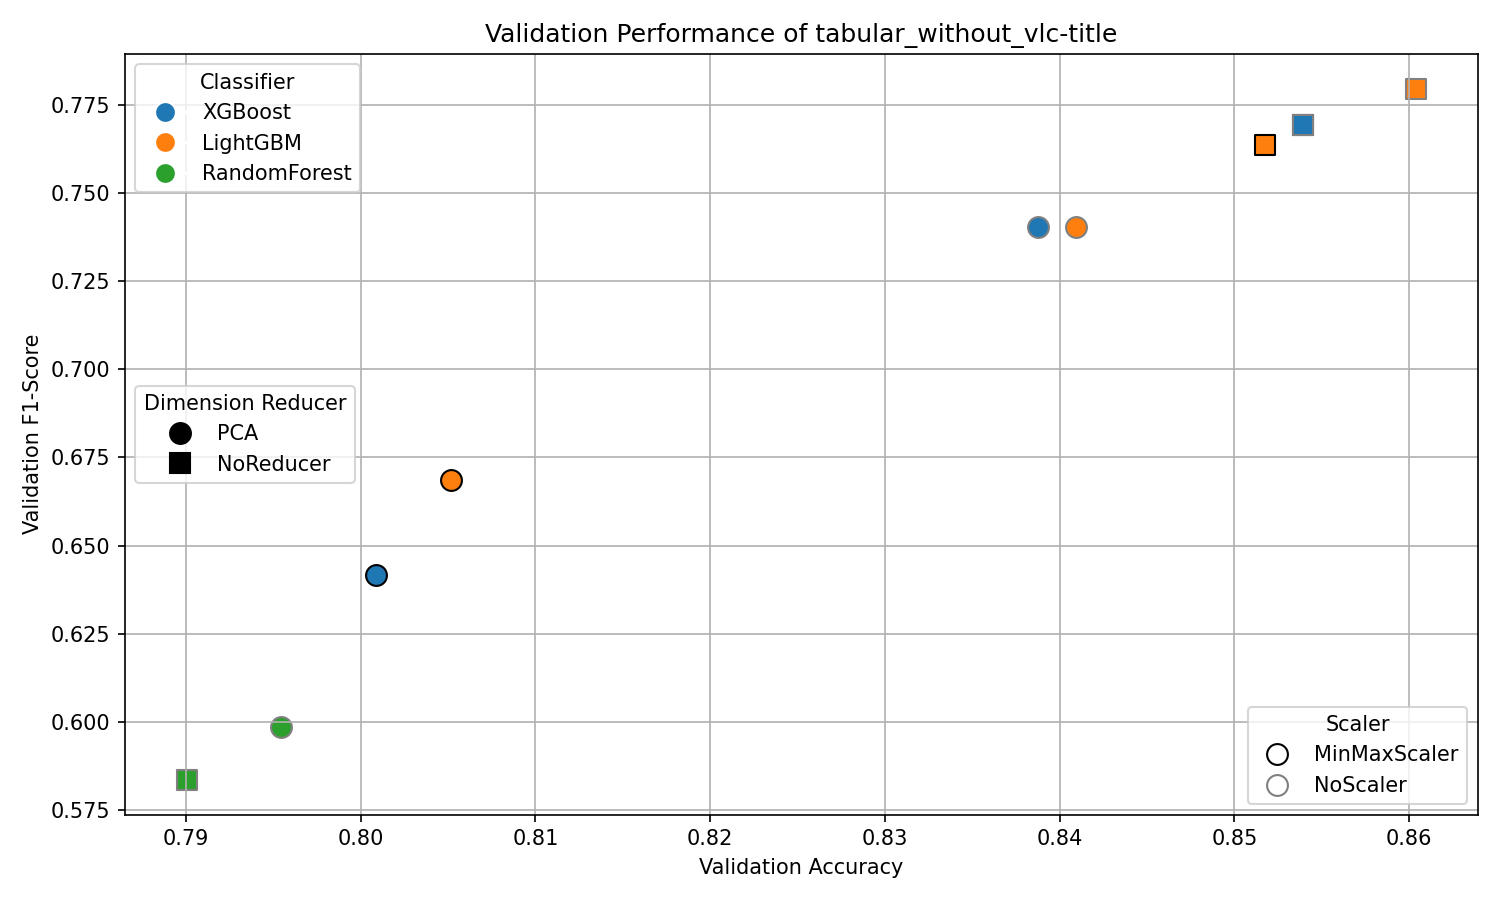 Validation Performance of tabular_without_vlc-title
Classifier
XGBoost
LightGBM
RandomForest
Dimension Reducer
PCA
NoReducer
Scaler
MinMaxScaler
NoScaler
Validation F1-Score
0.775
0.750
0.725
0.700
0.675
0.650
0.625
0.600
0.575
0.79 0.80 0.81 0.82 0.83 0.84 0.85 0.86
Validation Accuracy